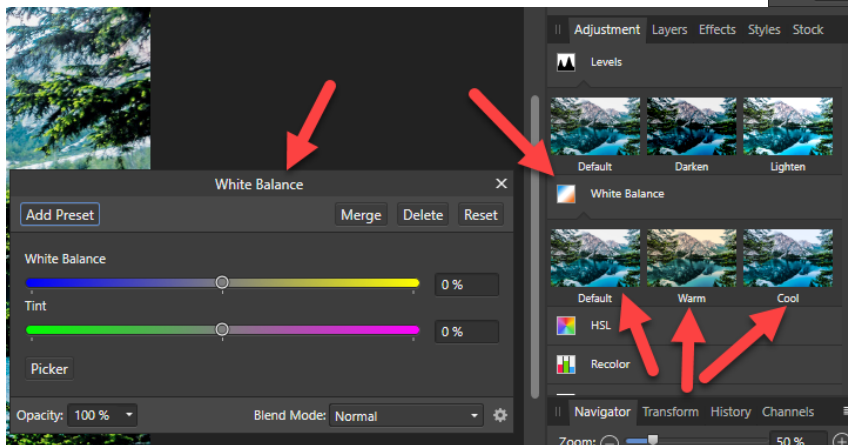 White Balance
Add Preset
Merge
Delete
Reset
White Balance
0 %
Tint
0 %
Picker
Opacity:
100 %
Blend Mode:
Normal
Adjustment
Layers
Effects
Styles
Stock
Levels
Default
Darken
Lighten
White Balance
Default
Warm
Cool
HSL
Recolor
Navigator
Transform
History
Channels
Zoom:
50 %